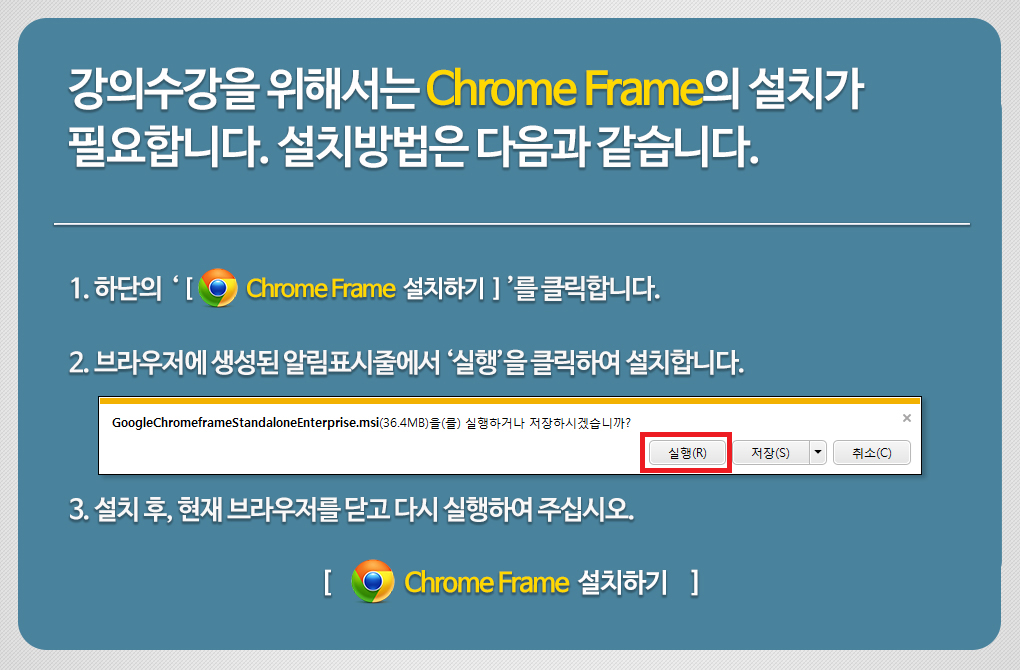 강의수강을 위해서는 Chrome Frame의 설치가
필요합니다. 설치방법은 다음과 같습니다.
1. 하단의 ‘ [ Chrome Frame 설치하기 ] ’를 클릭합니다.
2. 브라우저에 생성된 알림표시줄에서 ‘실행’을 클릭하여 설치합니다.
GoogleChromeframeStandaloneEnterprise.msi(36.4MB)을(를) 실행하거나 저장하시겠습니까?
×
실행(R) 저장(S) 취소(C)
3. 설치 후, 현재 브라우저를 닫고 다시 실행하여 주십시오.
[ Chrome Frame 설치하기 ]